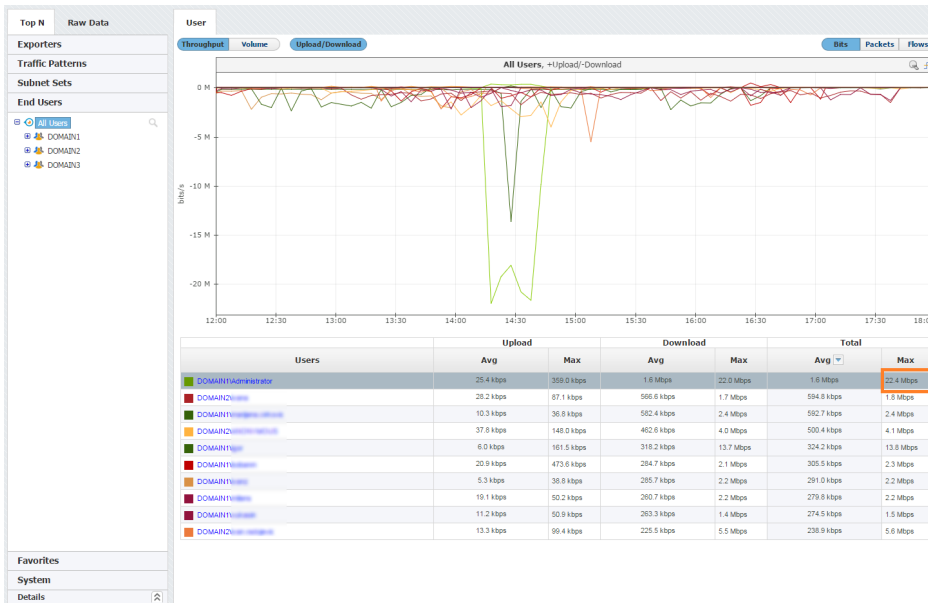 Top N Raw Data User
Exporters
Traffic Patterns
Subnet Sets
End Users
All Users
DOMAIN1
DOMAIN2
DOMAIN3
Favorites
System
Details
Throughput Volume Upload/Download Bits Packets Flows
All Users, +Upload/-Download
bits/s
0 M
-5 M
-10 M
-15 M
-20 M
12:00 12:30 13:00 13:30 14:00 14:30 15:00 15:30 16:00 16:30 17:00 17:30 18:0
Upload Download Total
Users Avg Max Avg Max Avg Max
DOMAIN1\Administrator 25.4 kbps 359.0 kbps 1.6 Mbps 22.0 Mbps 1.6 Mbps 22.4 Mbps
DOMAIN2\ 28.2 kbps 87.1 kbps 566.6 kbps 1.7 Mbps 594.8 kbps 1.8 Mbps
DOMAIN1\ 10.3 kbps 36.8 kbps 582.4 kbps 2.4 Mbps 592.7 kbps 2.4 Mbps
DOMAIN2\ 37.8 kbps 148.0 kbps 462.6 kbps 4.0 Mbps 500.4 kbps 4.1 Mbps
DOMAIN1\ 6.0 kbps 161.5 kbps 318.2 kbps 13.7 Mbps 324.2 kbps 13.8 Mbps
DOMAIN1\ 20.9 kbps 473.6 kbps 284.7 kbps 2.1 Mbps 305.5 kbps 2.3 Mbps
DOMAIN1\ 5.3 kbps 38.8 kbps 285.7 kbps 2.2 Mbps 291.0 kbps 2.2 Mbps
DOMAIN1\ 19.1 kbps 50.2 kbps 260.7 kbps 2.2 Mbps 279.8 kbps 2.2 Mbps
DOMAIN1\ 11.2 kbps 50.9 kbps 263.3 kbps 1.4 Mbps 274.5 kbps 1.5 Mbps
DOMAIN2\ 13.3 kbps 99.4 kbps 225.5 kbps 5.5 Mbps 238.9 kbps 5.6 Mbps